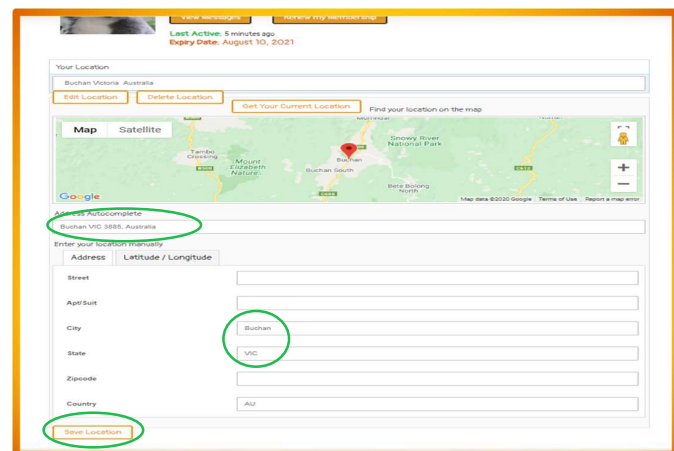 View Messages Renew My Membership
Last Active: 5 minutes ago
Expiry Date: August 10, 2021
Your Location
Buchan Victoria Australia
Edit Location Delete Location
Get Your Current Location Find your location on the map
Map Satellite
Snowy River
National Park
Tambo
Crossing
Mount
Elizabeth
Nature...
Buchan
Buchan South
Bete Bolong
North
Google
Map data ©2020 Google Terms of Use Report a map error
Address Autocomplete
Buchan VIC 3885, Australia
Enter your location manually
Address Latitude / Longitude
Street
Apt/Suit
City Buchan
State VIC
Zipcode
Country AU
Save Location